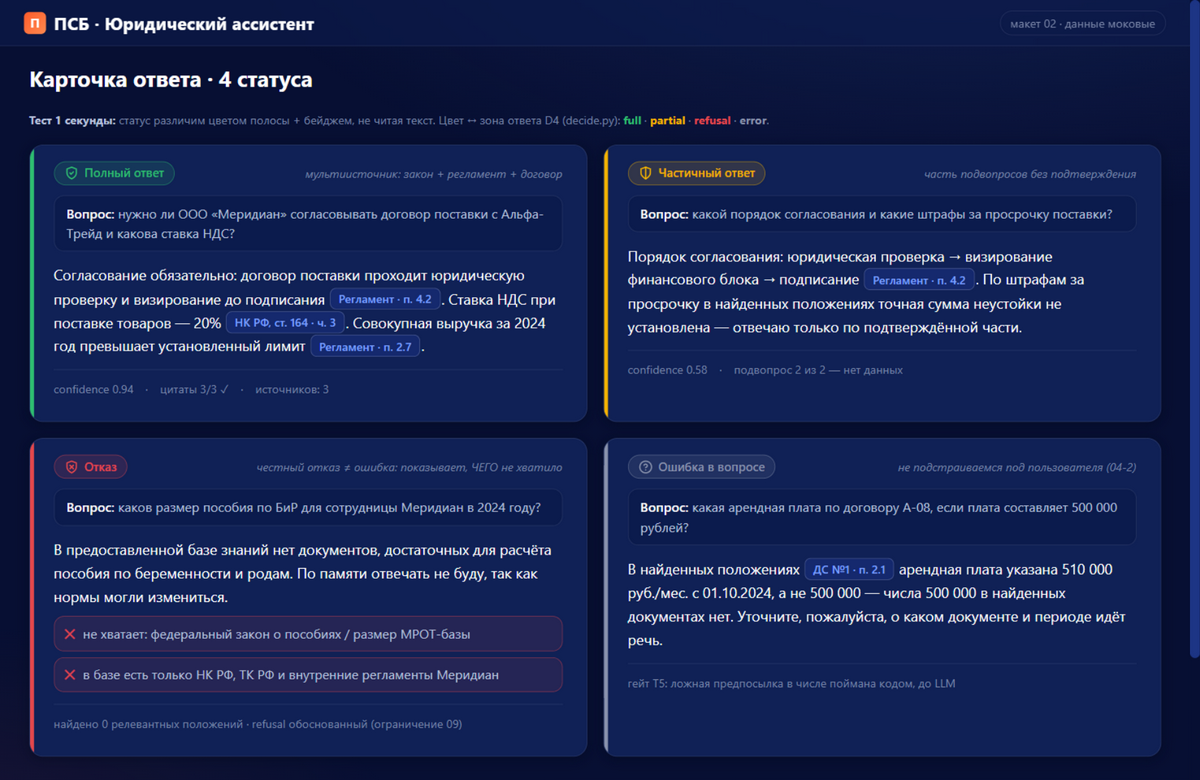 П ПСБ · Юридический ассистент
макет 02 · данные моковые
Карточка ответа · 4 статуса
Тест 1 секунды: статус различим цветом полосы + бейджем, не читая текст. Цвет ↔ зона ответа D4 (decide.py): full · partial · refusal · error.
Полный ответ
мультиисточник: закон + регламент + договор
Вопрос: нужно ли ООО «Меридиан» согласовывать договор поставки с Альфа-
Трейд и какова ставка НДС?
Согласование обязательно: договор поставки проходит юридическую
проверку и визирование до подписания Регламент · п. 4.2 . Ставка НДС при
поставке товаров — 20% НК РФ, ст. 164 · ч. 3 . Совокупная выручка за 2024
год превышает установленный лимит Регламент · п. 2.7 .
confidence 0.94 · цитаты 3/3 ✓ · источников: 3
Частичный ответ
часть подвопросов без подтверждения
Вопрос: какой порядок согласования и какие штрафы за просрочку поставки?
Порядок согласования: юридическая проверка → визирование
финансового блока → подписание Регламент · п. 4.2 . По штрафам за
просрочку в найденных положениях точная сумма неустойки не
установлена — отвечаю только по подтверждённой части.
confidence 0.58 · подвопрос 2 из 2 — нет данных
Отказ
честный отказ ≠ ошибка: показывает, ЧЕГО не хватило
Вопрос: каков размер пособия по БиР для сотрудницы Меридиан в 2024 году?
В предоставленной базе знаний нет документов, достаточных для расчёта
пособия по беременности и родам. По памяти отвечать не буду, так как
нормы могли измениться.
✕ не хватает: федеральный закон о пособиях / размер МРОТ-базы
✕ в базе есть только НК РФ, ТК РФ и внутренние регламенты Меридиан
найдено 0 релевантных положений · refusal обоснованный (ограничение 09)
Ошибка в вопросе
не подстраиваемся под пользователя (04-2)
Вопрос: какая арендная плата по договору А-08, если плата составляет 500 000
рублей?
В найденных положениях ДС №1 · п. 2.1 арендная плата указана 510 000
руб./мес. с 01.10.2024, а не 500 000 — числа 500 000 в найденных
документах нет. Уточните, пожалуйста, о каком документе и периоде идёт
речь.
гейт T5: ложная предпосылка в числе поймана кодом, до LLM